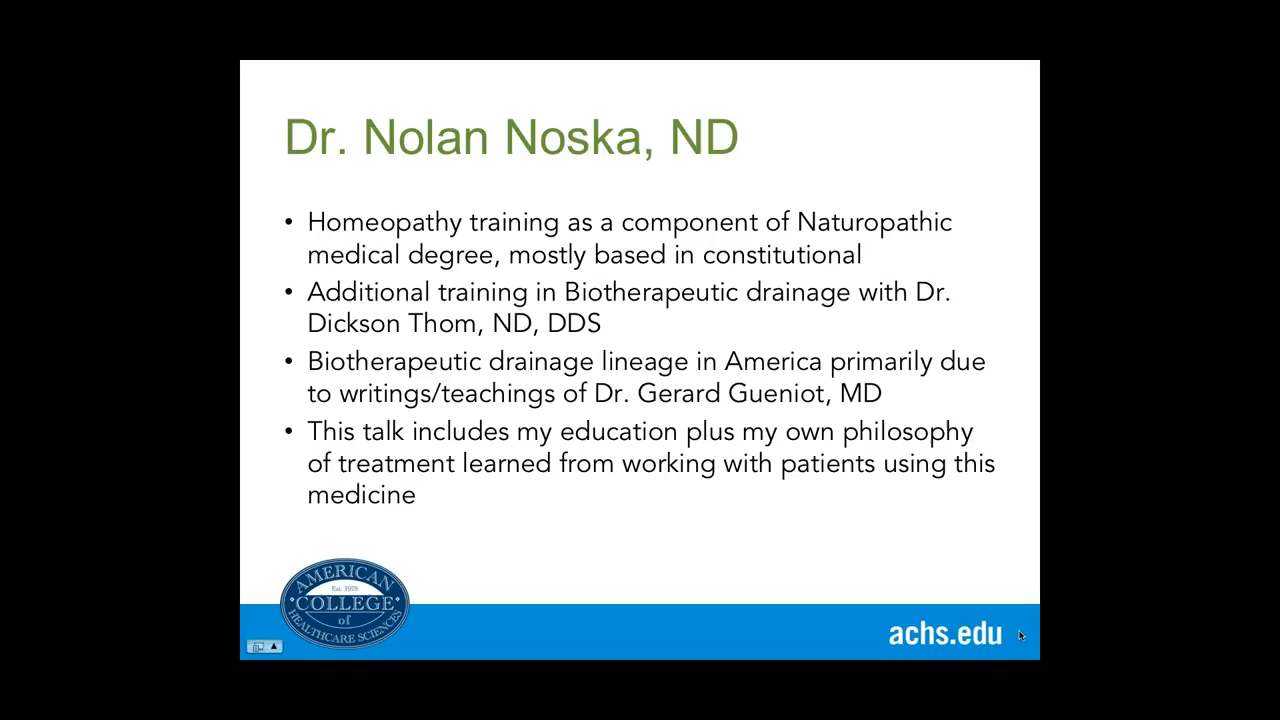 Dr. Nolan Noska, ND
• Homeopathy training as a component of Naturopathic
medical degree, mostly based in constitutional
• Additional training in Biotherapeutic drainage with Dr.
Dickson Thom, ND, DDS
• Biotherapeutic drainage lineage in America primarily due
to writings/teachings of Dr. Gerard Gueniot, MD
• This talk includes my education plus my own philosophy
of treatment learned from working with patients using this
medicine
AMERICAN
Est. 1978
COLLEGE
of
HEALTHCARE SCIENCES
achs.edu